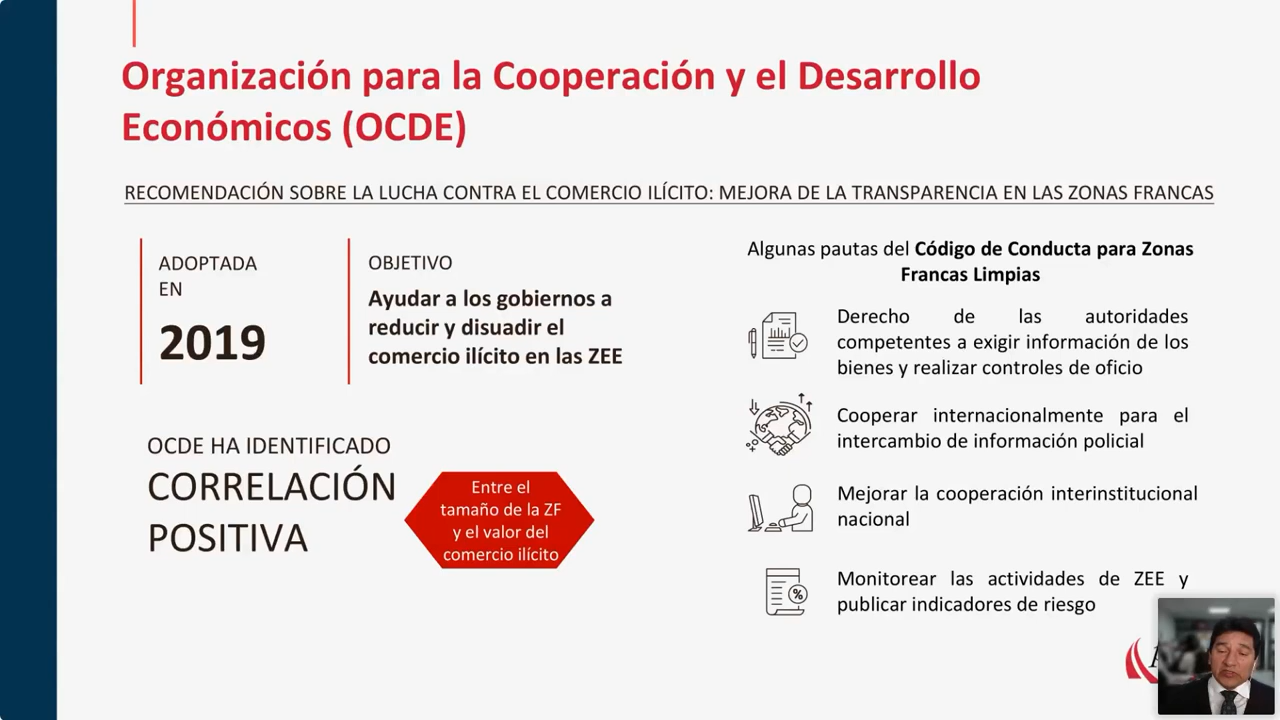 Organización para la Cooperación y el Desarrollo
Económicos (OCDE)
RECOMENDACIÓN SOBRE LA LUCHA CONTRA EL COMERCIO ILÍCITO: MEJORA DE LA TRANSPARENCIA EN LAS ZONAS FRANCAS
ADOPTADA
EN
2019
OBJETIVO
Ayudar a los gobiernos a
reducir y disuadir el
comercio ilícito en las ZEE
OCDE HA IDENTIFICADO
CORRELACIÓN
POSITIVA
Entre el
tamaño de la ZF
y el valor del
comercio ilícito
Algunas pautas del Código de Conducta para Zonas
Francas Limpias
Derecho de las autoridades
competentes a exigir información de los
bienes y realizar controles de oficio
Cooperar internacionalmente para el
intercambio de información policial
Mejorar la cooperación interinstitucional
nacional
Monitorear las actividades de ZEE y
publicar indicadores de riesgo